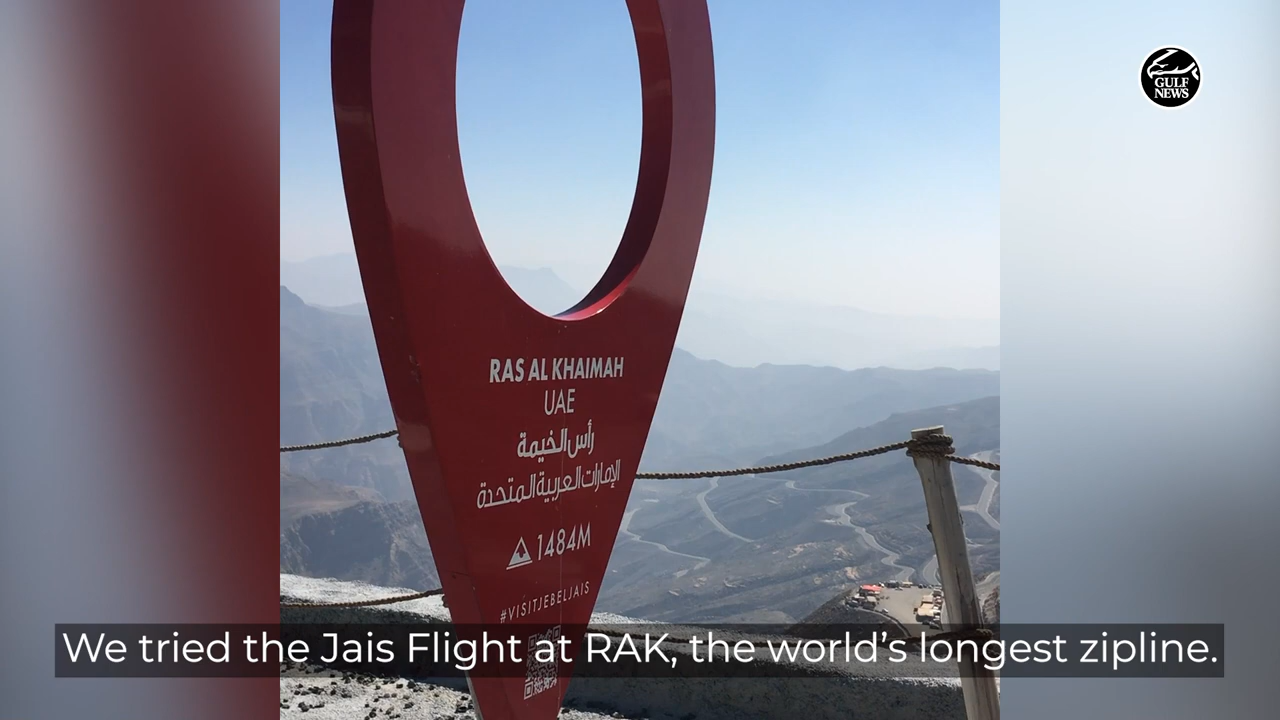 GULF
NEWS
RAS AL KHAIMAH
UAE
رأس الخيمة
الإمارات العربية المتحدة
1484M
#VISITJEBELJAIS
We tried the Jais Flight at RAK, the world’s longest zipline.